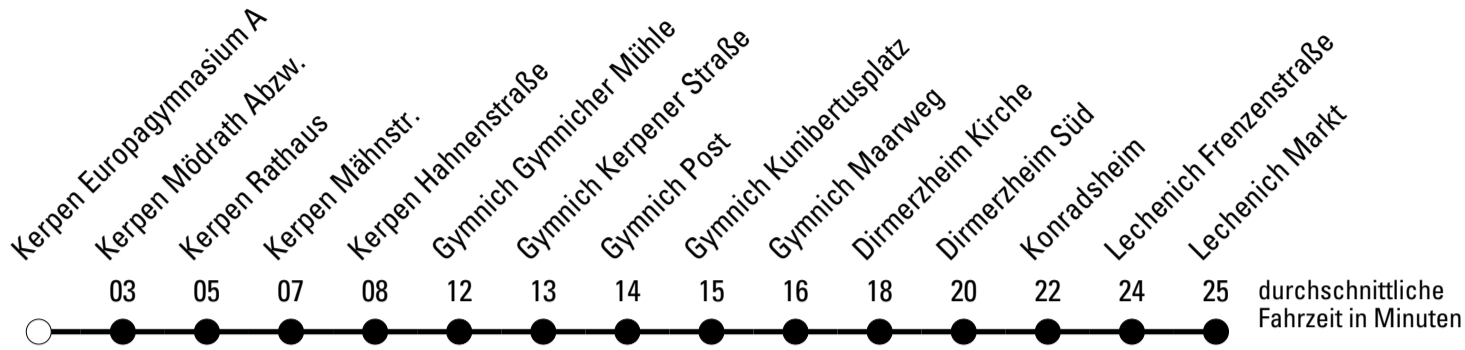 Kerpen Europagymnasium A
Kerpen Mödrath Abzw.
Kerpen Rathaus
Kerpen Mähnstr.
Kerpen Hahnenstraße
Gymnich Gymnicher Mühle
Gymnich Kerpener Straße
Gymnich Post
Gymnich Kunibertusplatz
Gymnich Maarweg
Dirmerzheim Kirche
Dirmerzheim Süd
Konradsheim
Lechenich Frenzenstraße
Lechenich Markt
03 05 07 08 12 13 14 15 16 18 20 22 24 25
durchschnittliche
Fahrzeit in Minuten